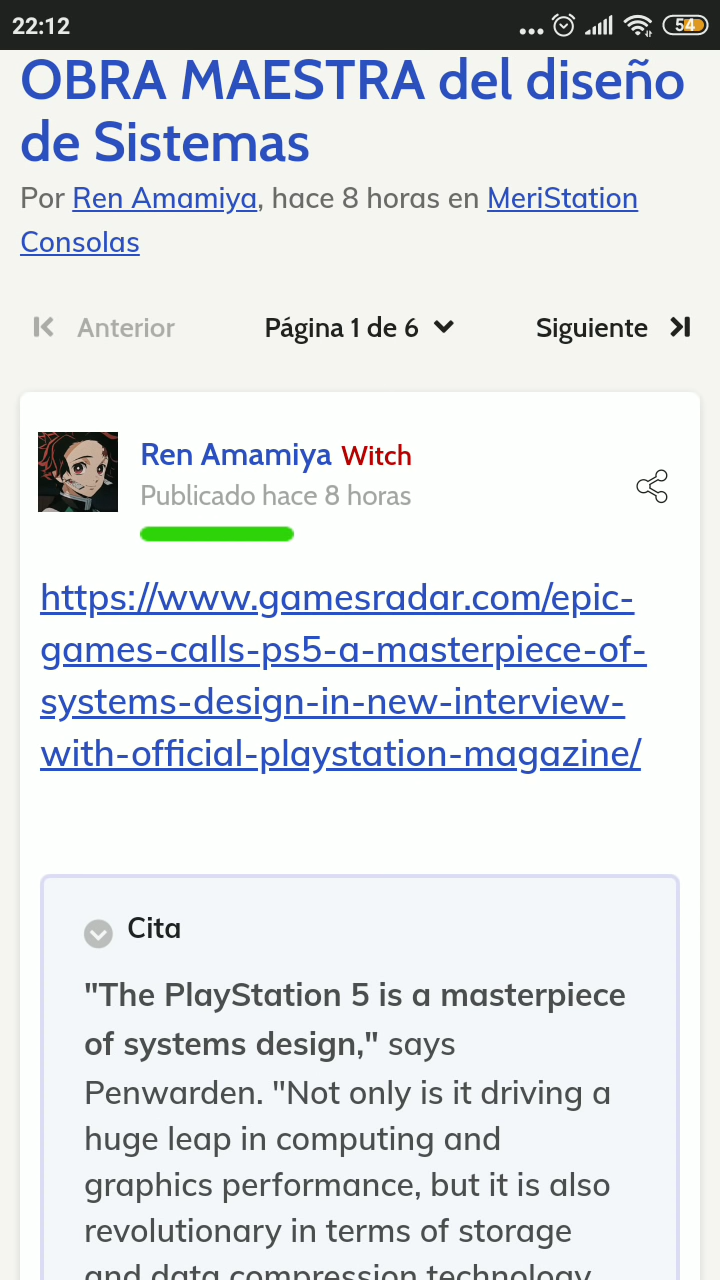 22:12
54
OBRA MAESTRA del diseño
de Sistemas
Por Ren Amamiya, hace 8 horas en MeriStation
Consolas
Anterior
Página 1 de 6
Siguiente
Ren Amamiya Witch
Publicado hace 8 horas
https://www.gamesradar.com/epic-
games-calls-ps5-a-masterpiece-of-
systems-design-in-new-interview-
with-official-playstation-magazine/
Cita
"The PlayStation 5 is a masterpiece
of systems design," says
Penwarden. "Not only is it driving a
huge leap in computing and
graphics performance, but it is also
revolutionary in terms of storage
and data compression technology